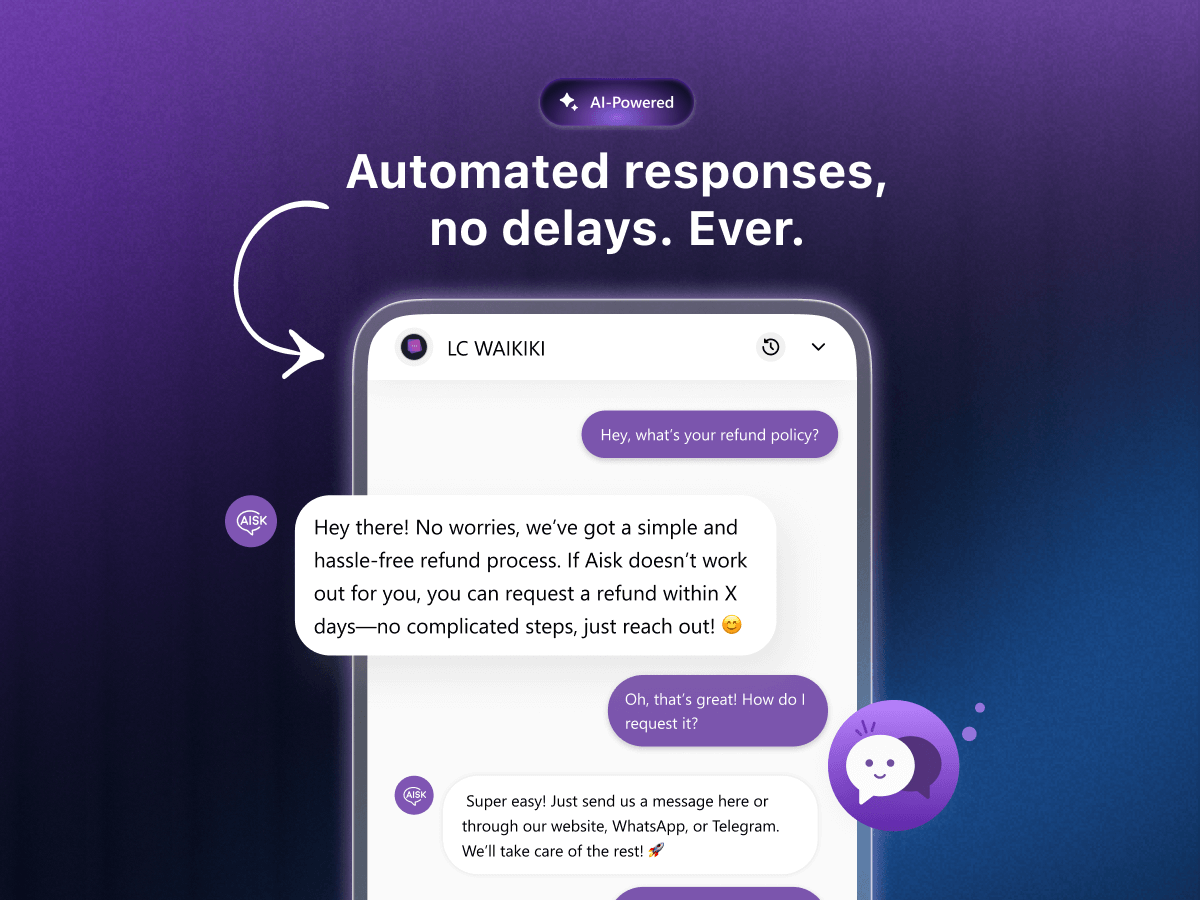 AI-Powered
Automated responses,
no delays. Ever.
LC WAIKIKI
Hey, what's your refund policy?
AISK
Hey there! No worries, we've got a simple and
hassle-free refund process. If Aisk doesn't work
out for you, you can request a refund within X
days—no complicated steps, just reach out! 😊
Oh, that's great! How do I
request it?
AISK
Super easy! Just send us a message here or
through our website, WhatsApp, or Telegram.
We'll take care of the rest! 🚀